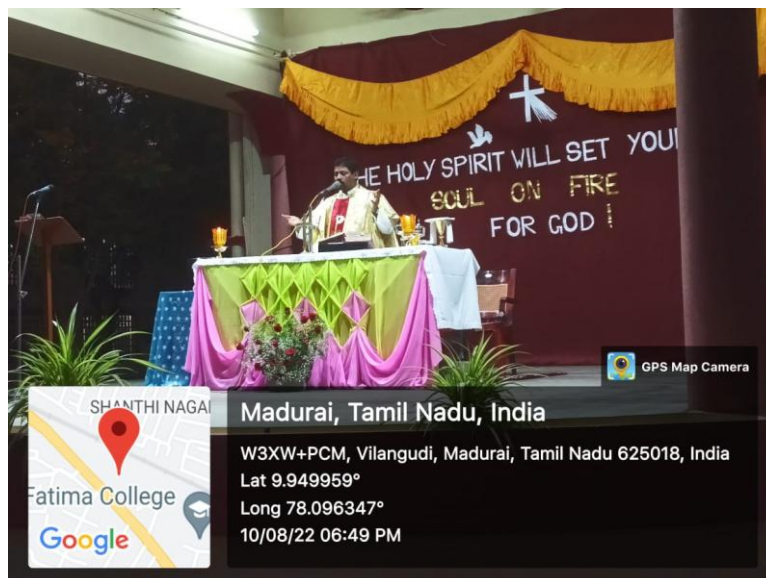 HE HOLY SPIRIT WILL SET YOU
SOUL ON FIRE
FOR GOD !
GPS Map Camera
SHANTHI NAGA
Fatima College
Google
Madurai, Tamil Nadu, India
W3XW+PCM, Vilangudi, Madurai, Tamil Nadu 625018, India
Lat 9.949959°
Long 78.096347°
10/08/22 06:49 PM